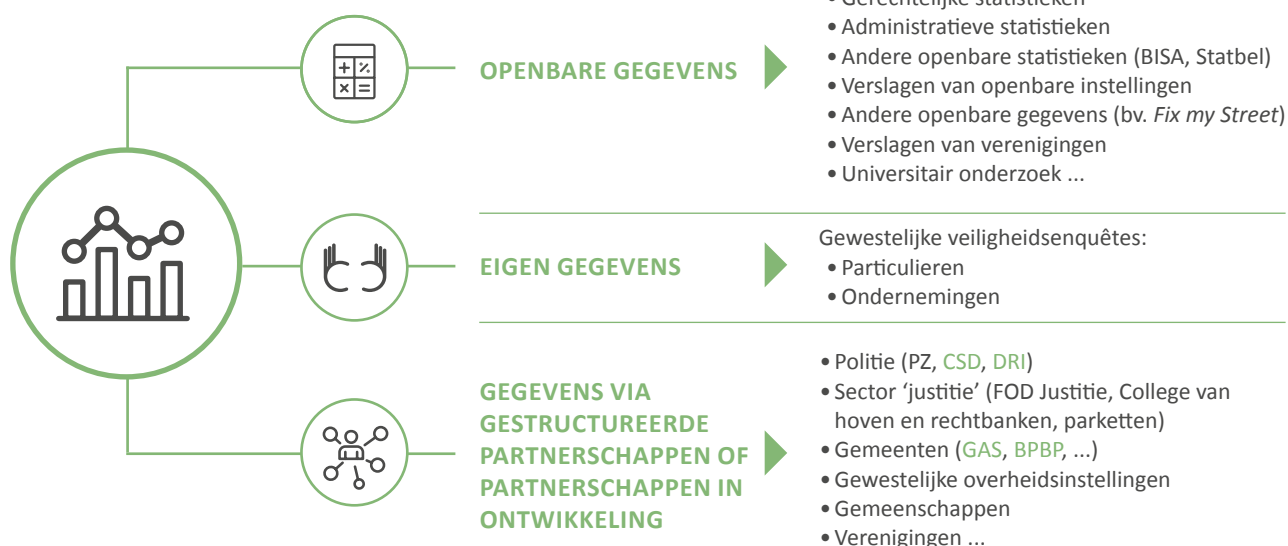 • Gerechtelijke statistieken
• Administratieve statistieken
OPENBARE GEGEVENS
• Andere openbare statistieken (BISA, Statbel)
• Verslagen van openbare instellingen
• Andere openbare gegevens (bv. Fix my Street)
• Verslagen van verenigingen
• Universitair onderzoek ...
EIGEN GEGEVENS
Gewestelijke veiligheidsenquêtes:
• Particulieren
• Ondernemingen
GEGEVENS VIA
GESTRUCTUREERDE
PARTNERSCHAPPEN OF
PARTNERSCHAPPEN IN
ONTWIKKELING
• Politie (PZ, CSD, DRI)
• Sector ‘justitie’ (FOD Justitie, College van
hoven en rechtbanken, parketten)
• Gemeenten (GAS, BPBP, ...)
• Gewestelijke overheidsinstellingen
• Gemeenschappen
• Verenigingen ...